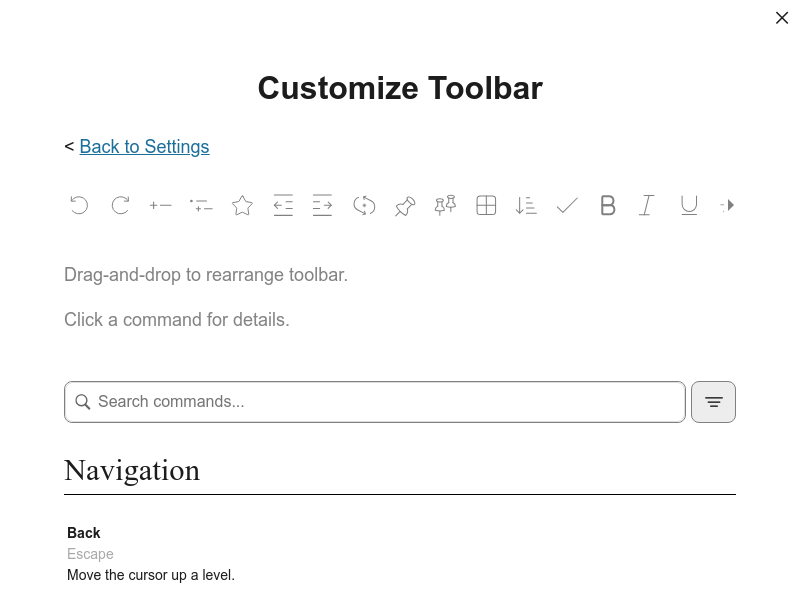 Customize Toolbar
< Back to Settings
Drag-and-drop to rearrange toolbar.
Click a command for details.
Search commands...
Navigation
Back
Escape
Move the cursor up a level.